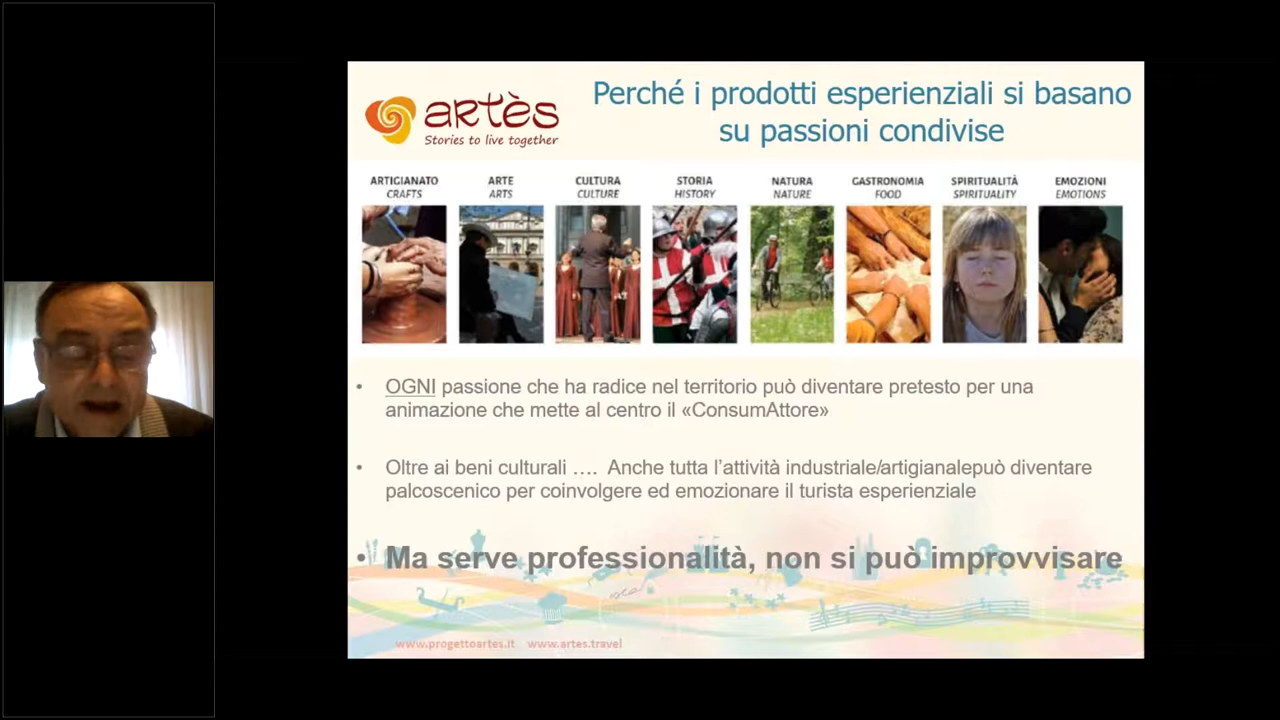 artès
Stories to live together
Perché i prodotti esperienziali si basano
su passioni condivise
ARTIGIANATO
CRAFTS
ARTE
ARTS
CULTURA
CULTURE
STORIA
HISTORY
NATURA
NATURE
GASTRONOMIA
FOOD
SPIRITUALITÀ
SPIRITUALITY
EMOZIONI
EMOTIONS
• OGNI passione che ha radice nel territorio può diventare pretesto per una
animazione che mette al centro il «ConsumAttore»
• Oltre ai beni culturali …. Anche tutta l'attività industriale/artigianalepuò diventare
palcoscenico per coinvolgere ed emozionare il turista esperienziale
• Ma serve professionalità, non si può improvvisare
www.progettoartes.it www.artes.travel